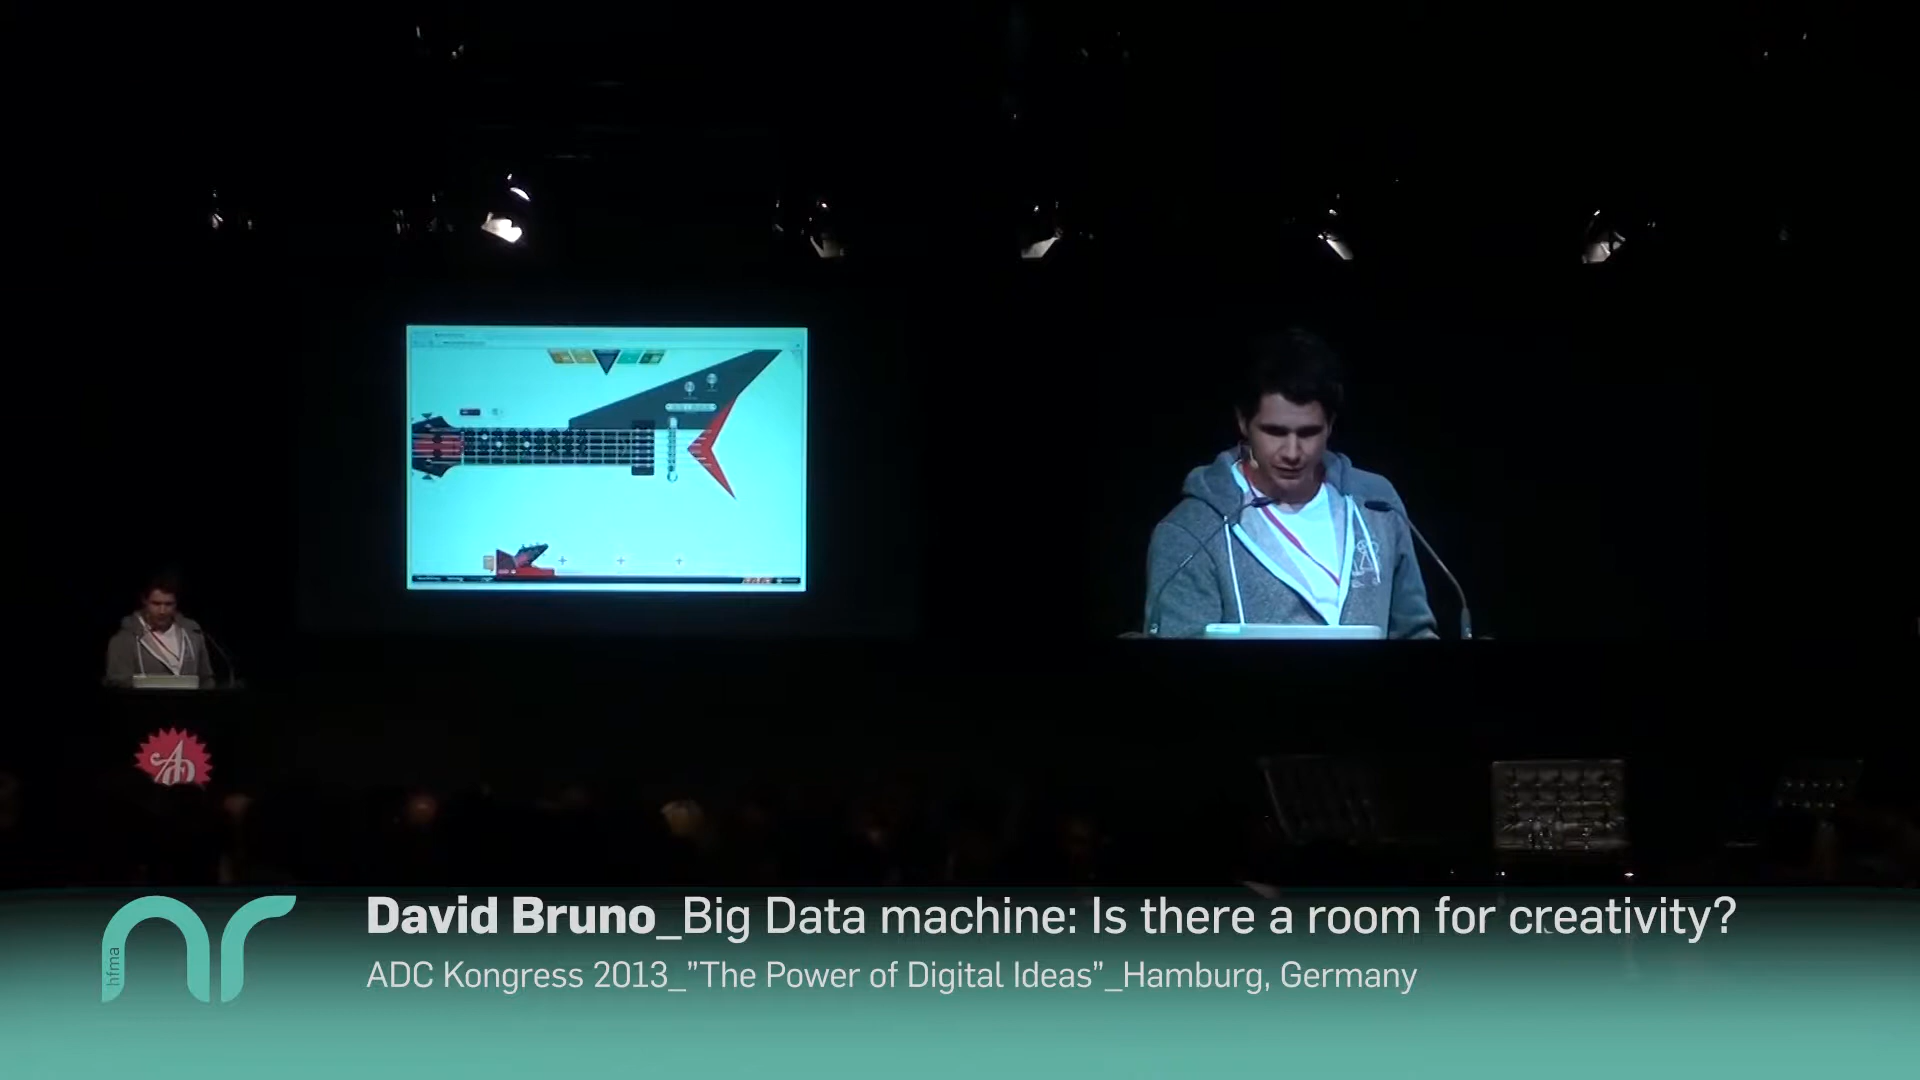 David Bruno_Big Data machine: Is there a room for creativity?
ADC Kongress 2013_"The Power of Digital Ideas"_Hamburg, Germany
hfma